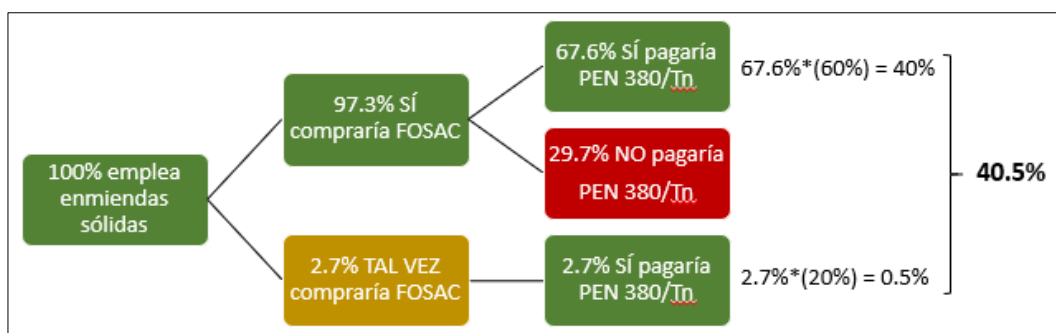 100% emplea
enmiendas
sólidas
97.3% SÍ
compraría FOSAC
2.7% TAL VEZ
compraría FOSAC
67.6% SÍ pagaría
PEN 380/Tn
29.7% NO pagaría
PEN 380/Tn
2.7% SÍ pagaría
PEN 380/Tn
67.6%*(60%) = 40%
2.7%*(20%) = 0.5%
40.5%